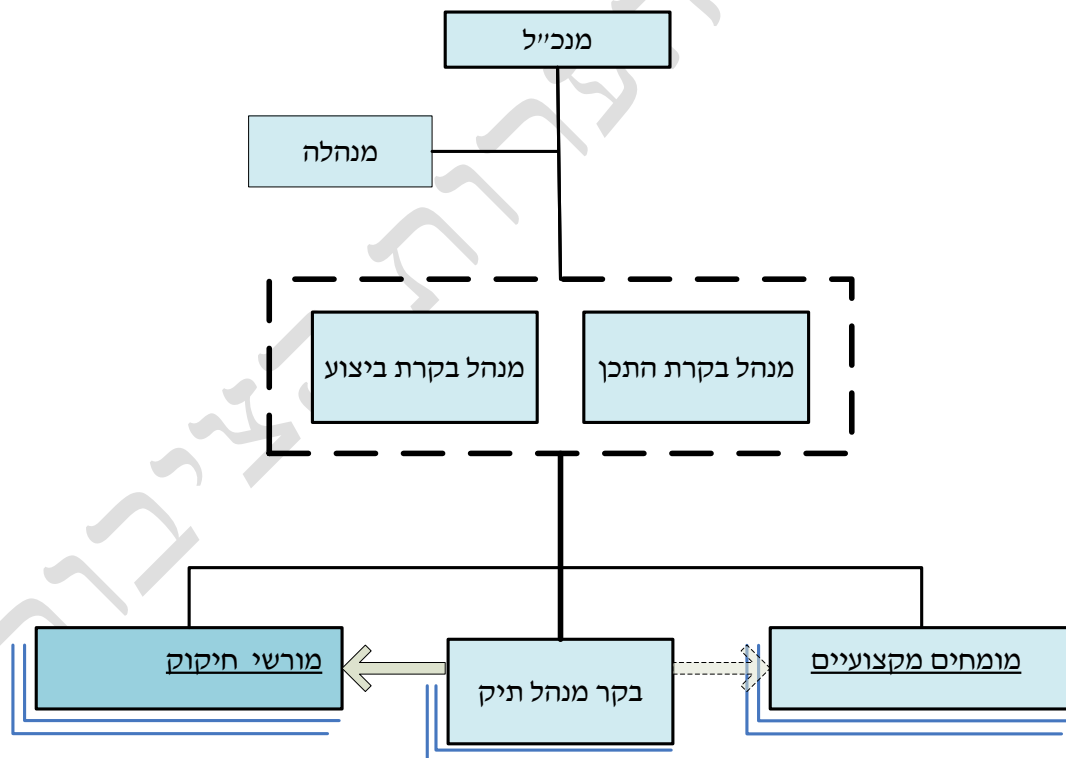 מנכ״ל
מנהלה
מנהל בקרת התכן
מנהל בקרת ביצוע
מומחים מקצועיים
בקר מנהל תיק
מורשי חיקוק